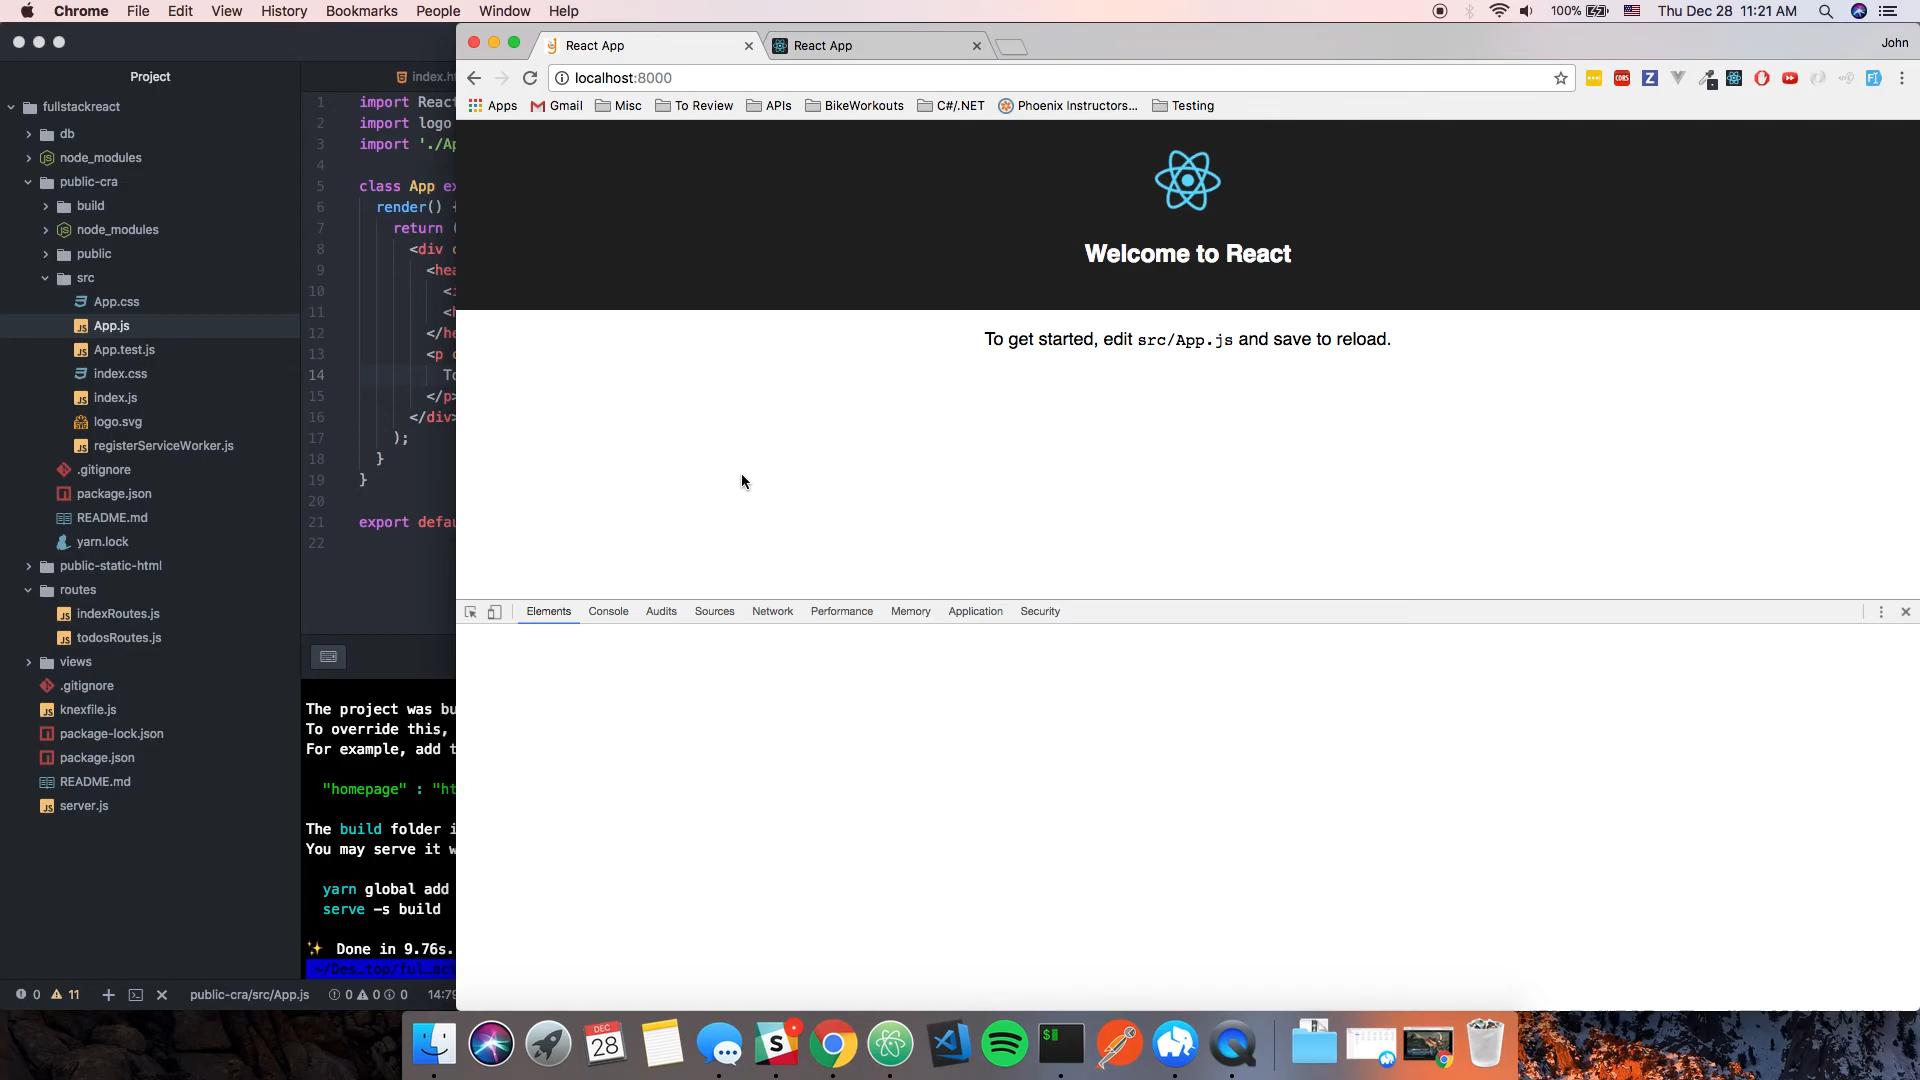 Chrome File Edit View History Bookmarks People Window Help
100% Thu Dec 28 11:21 AM
React App
React App
John
localhost:8000
Apps Gmail Misc To Review APIs BikeWorkouts C#/.NET Phoenix Instructors... Testing
Project
fullstackreact
db
node_modules
public-cra
build
node_modules
public
src
App.css
App.js
App.test.js
index.css
index.js
logo.svg
registerServiceWorker.js
.gitignore
package.json
README.md
yarn.lock
public-static-html
routes
indexRoutes.js
todosRoutes.js
views
.gitignore
knexfile.js
package-lock.json
package.json
README.md
server.js
index.h
1 import Reac
2 import logo
3 import './Ap
4
5 class App ex
6 render() {
7 return (
8 <div c
9 <hea
10 <i
11 <h
12 </he
13 <p c
14 To
15 </p>
16 </div>
17 );
18 }
19 }
20
21 export defau
22
Welcome to React
To get started, edit src/App.js and save to reload.
Elements Console Audits Sources Network Performance Memory Application Security
The project was bu
To override this,
For example, add t
"homepage" : "ht
The build folder i
You may serve it w
yarn global add
serve -s build
Done in 9.76s.
~/Des…top/ful…
0 11 public-cra/src/App.js 0 0 0 14:79
DEC
28